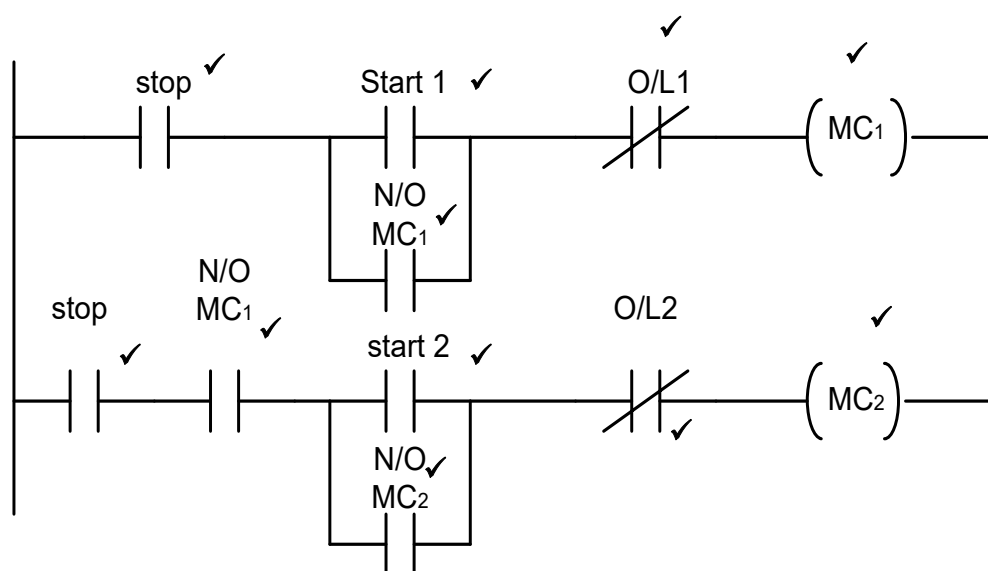 stop
Start 1
O/L1
MC₁
N/O
MC₁
stop
N/O
MC₁
start 2
O/L2
MC₂
N/O
MC₂